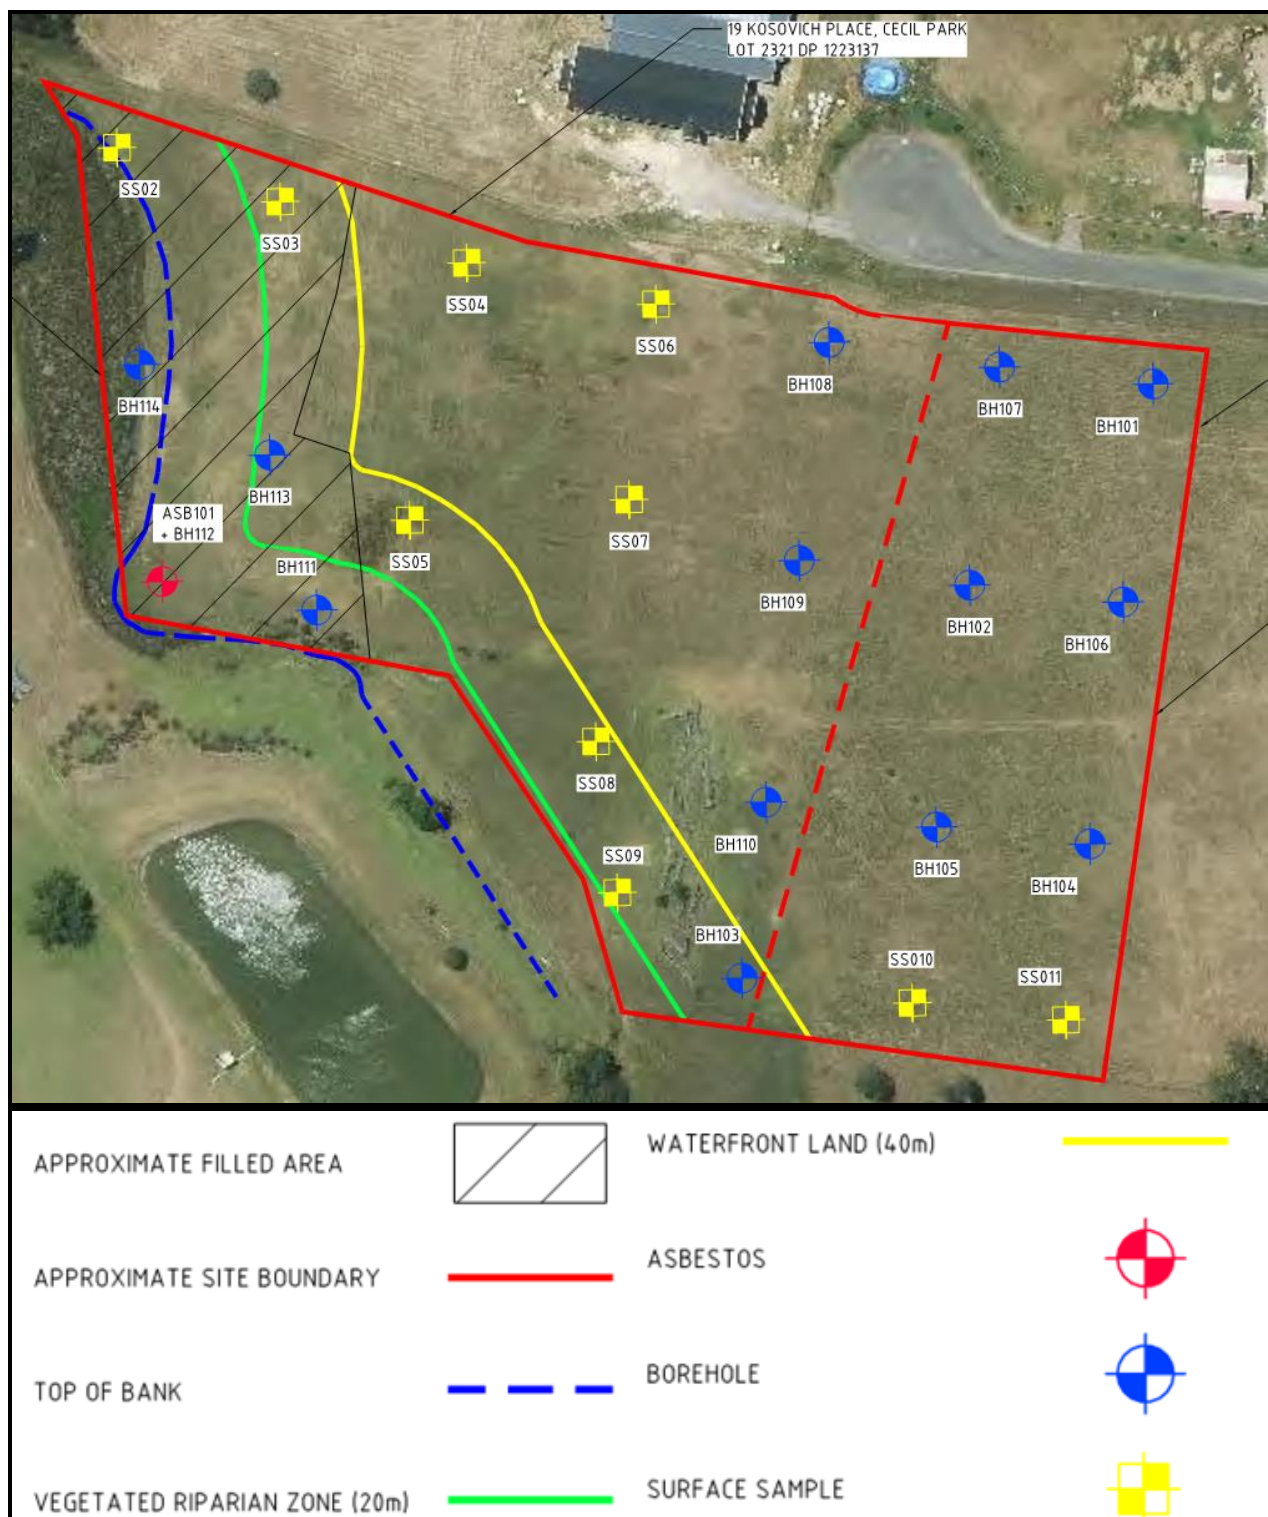 19 KOSOVICH PLACE, CECIL PARK
LOT 2321 DP 1223137
SS02
SS03
SS04
SS06
BH108
BH107
BH101
BH114
BH113
ASB101
+ BH112
BH111
SS05
SS07
BH109
BH102
BH106
SS08
SS09
BH110
BH105
BH104
BH103
SS010
SS011
APPROXIMATE FILLED AREA
WATERFRONT LAND (40m)
APPROXIMATE SITE BOUNDARY
ASBESTOS
TOP OF BANK
BOREHOLE
VEGETATED RIPARIAN ZONE (20m)
SURFACE SAMPLE